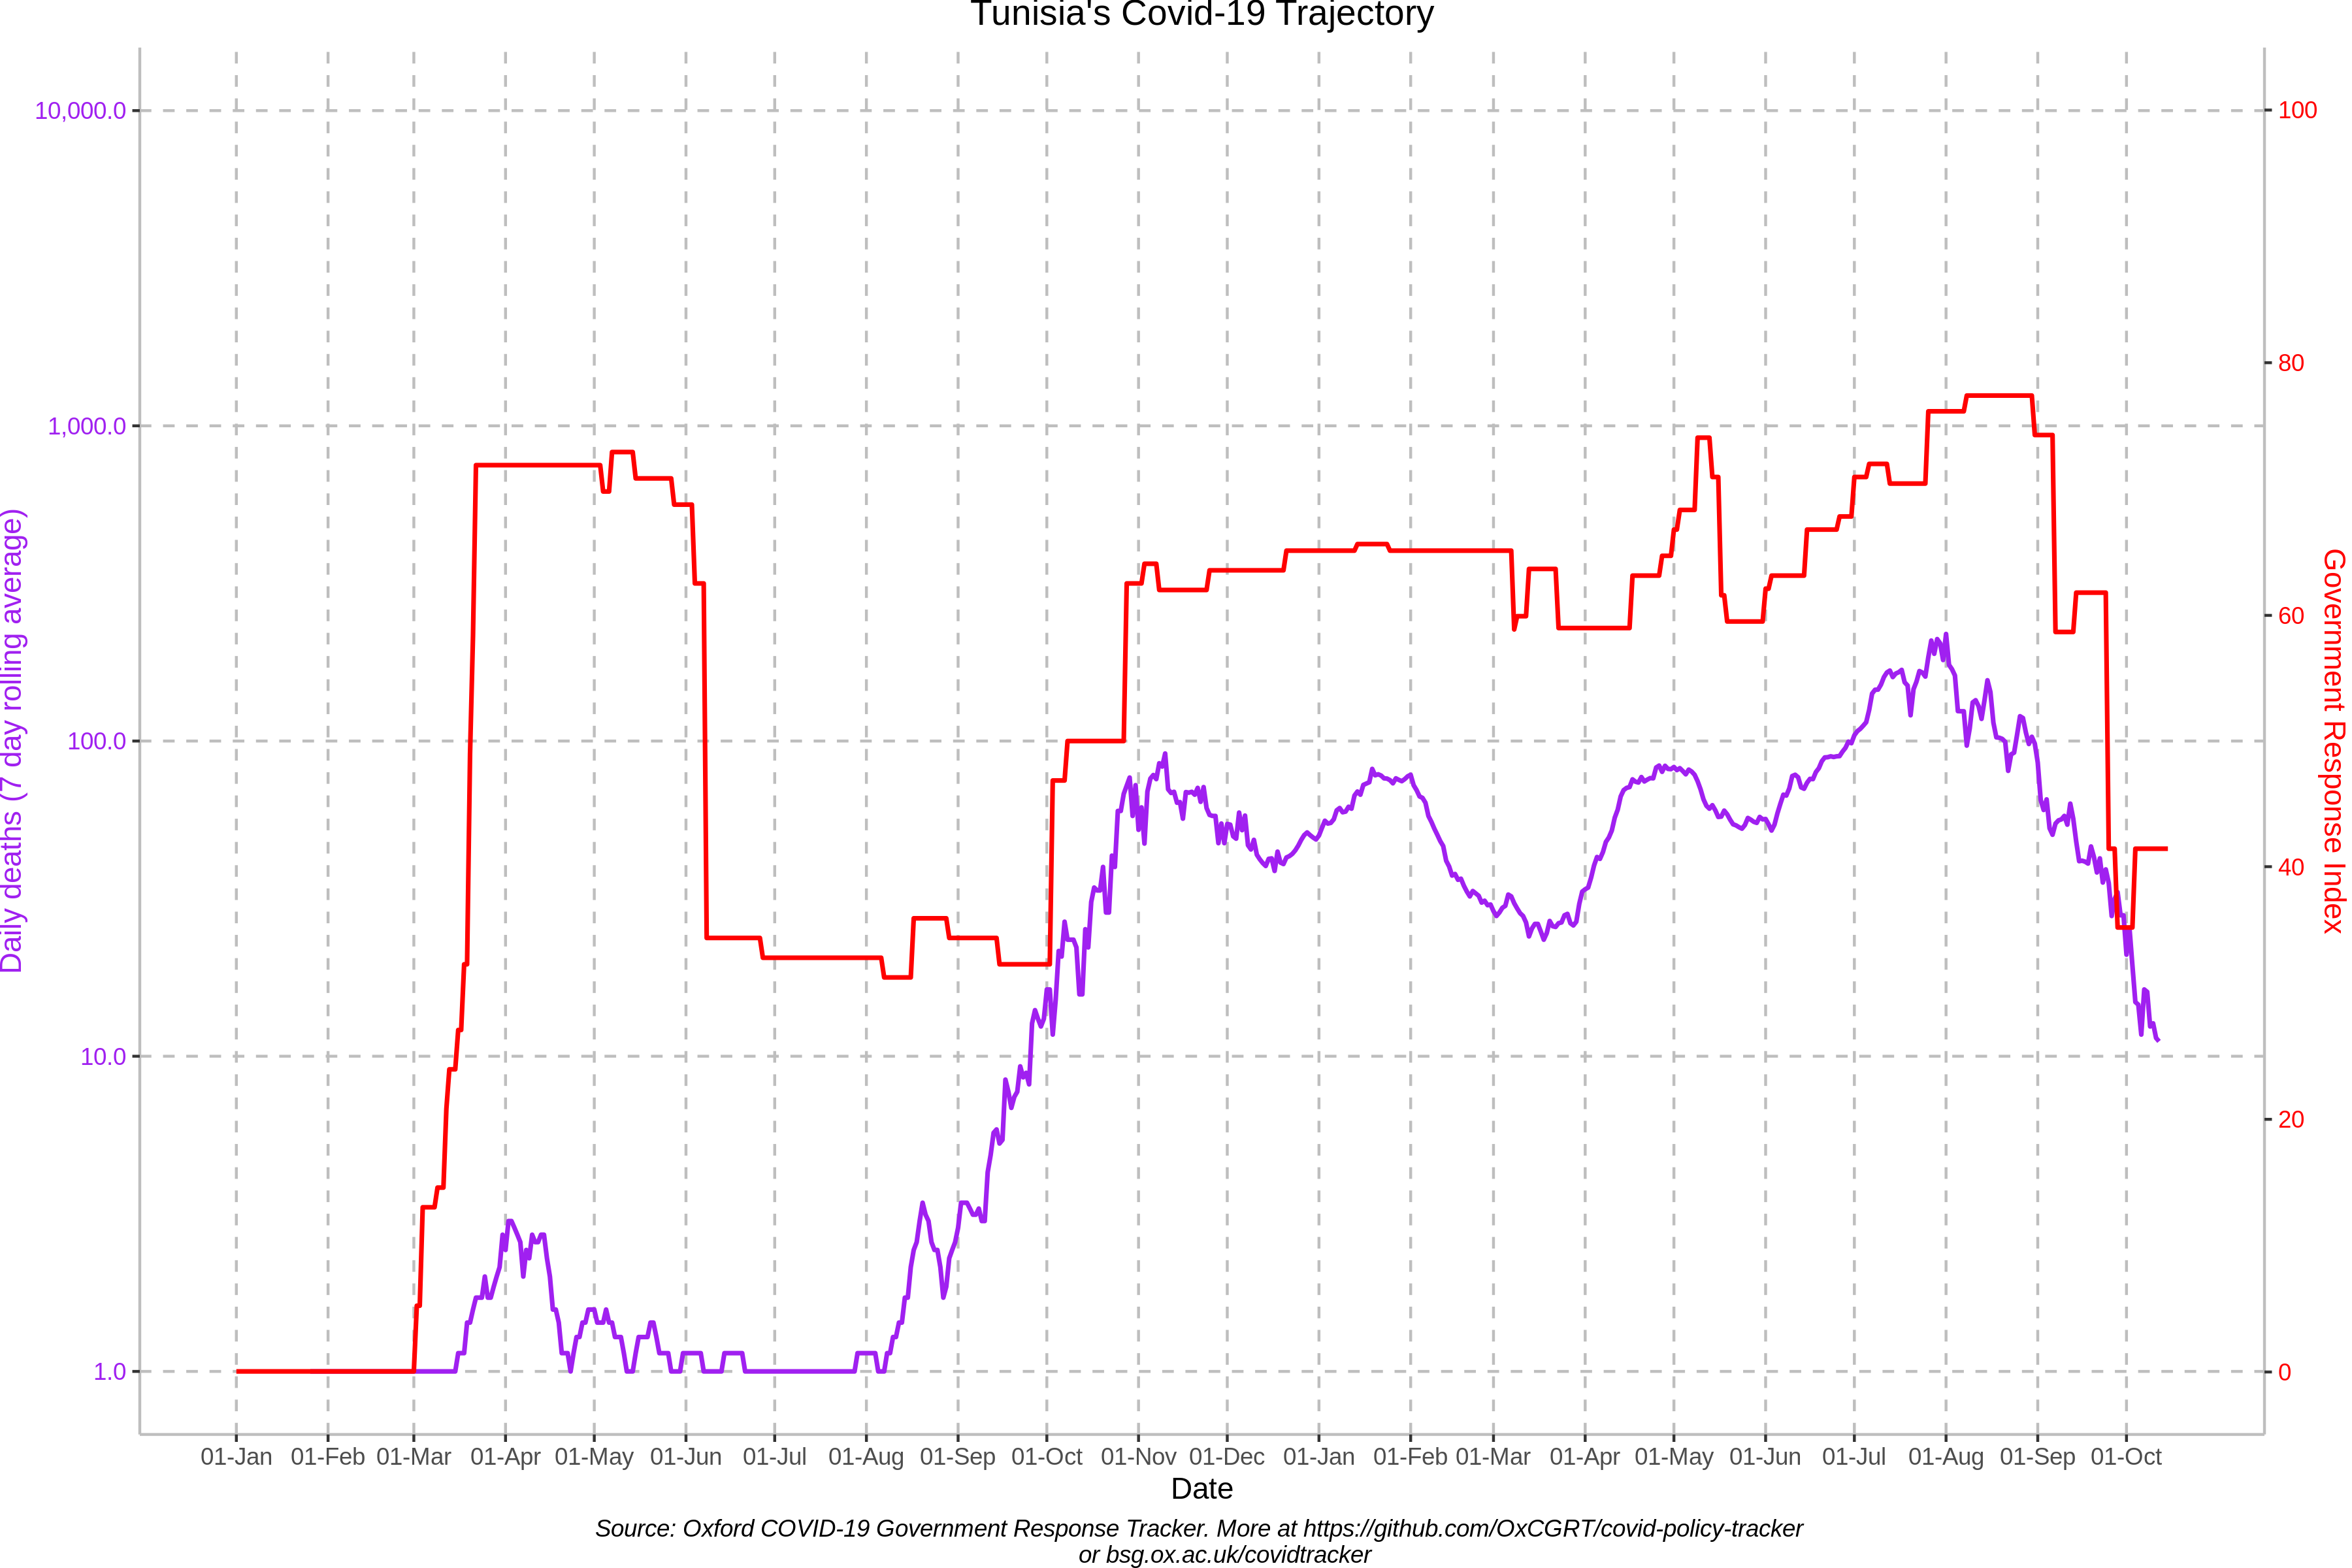 Tunisia's Covid-19 Trajectory
10,000.0
1,000.0
100.0
10.0
1.0
Daily deaths (7 day rolling average)
100
80
60
40
20
0
Government Response Index
01-Jan 01-Feb 01-Mar 01-Apr 01-May 01-Jun 01-Jul 01-Aug 01-Sep 01-Oct 01-Nov 01-Dec 01-Jan 01-Feb 01-Mar 01-Apr 01-May 01-Jun 01-Jul 01-Aug 01-Sep 01-Oct
Date
Source: Oxford COVID-19 Government Response Tracker. More at https://github.com/OxCGRT/covid-policy-tracker
or bsg.ox.ac.uk/covidtracker